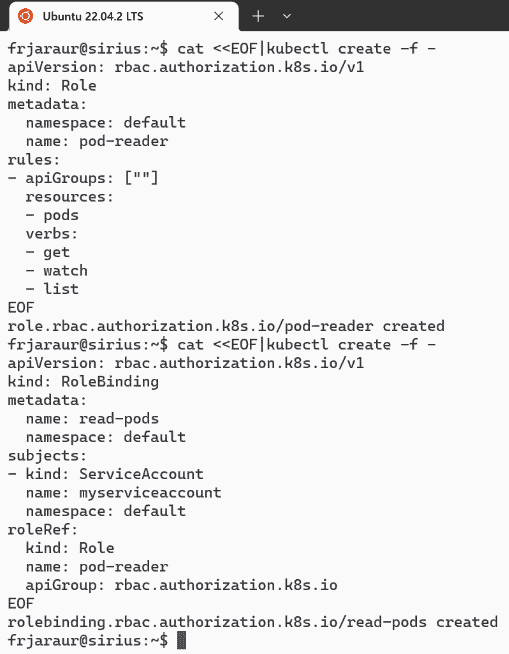 Ubuntu 22.04.2 LTS
frjaraur@sirius:~$ cat <<EOF|kubectl create -f -
apiVersion: rbac.authorization.k8s.io/v1
kind: Role
metadata:
  namespace: default
  name: pod-reader
rules:
- apiGroups: [""]
  resources:
  - pods
  verbs:
  - get
  - watch
  - list
EOF
role.rbac.authorization.k8s.io/pod-reader created
frjaraur@sirius:~$ cat <<EOF|kubectl create -f -
apiVersion: rbac.authorization.k8s.io/v1
kind: RoleBinding
metadata:
  name: read-pods
  namespace: default
subjects:
- kind: ServiceAccount
  name: myserviceaccount
  namespace: default
roleRef:
  kind: Role
  name: pod-reader
  apiGroup: rbac.authorization.k8s.io
EOF
rolebinding.rbac.authorization.k8s.io/read-pods created
frjaraur@sirius:~$